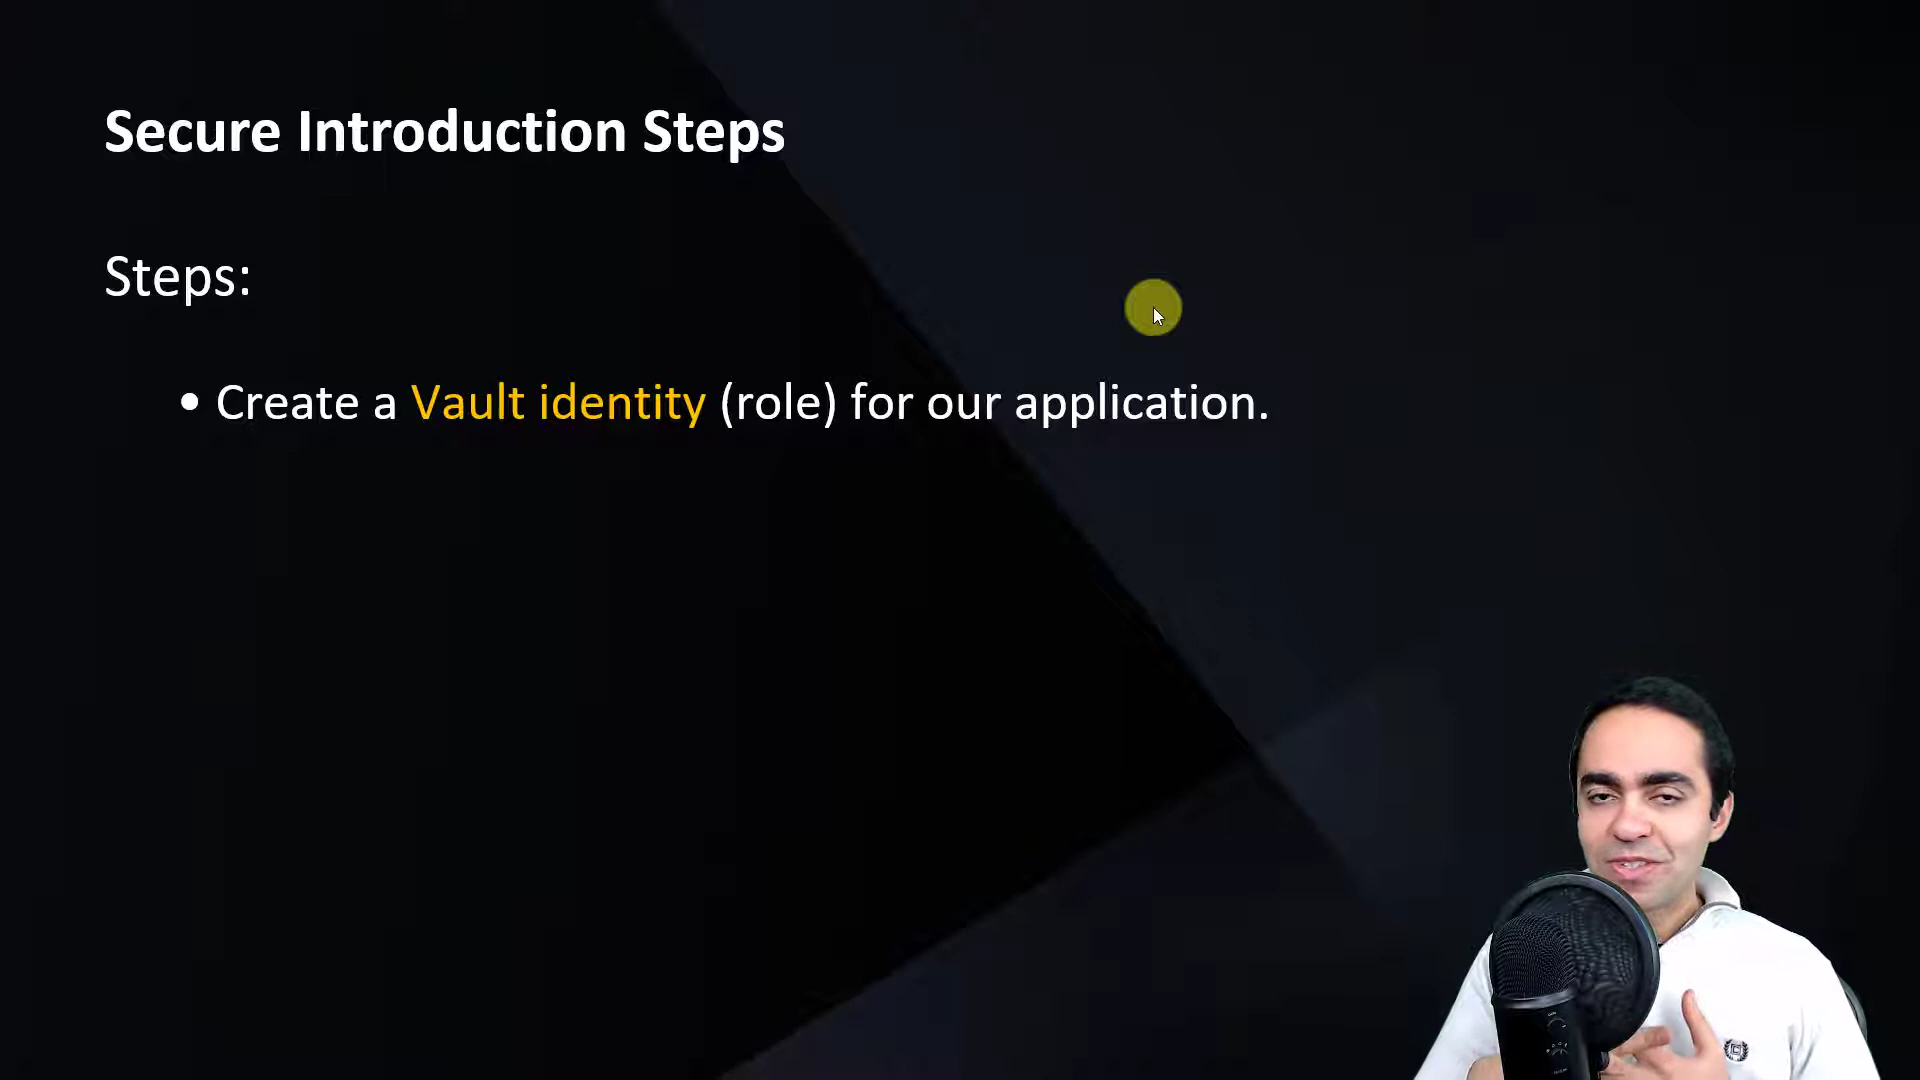 Secure Introduction Steps
Steps:
• Create a Vault identity (role) for our application.